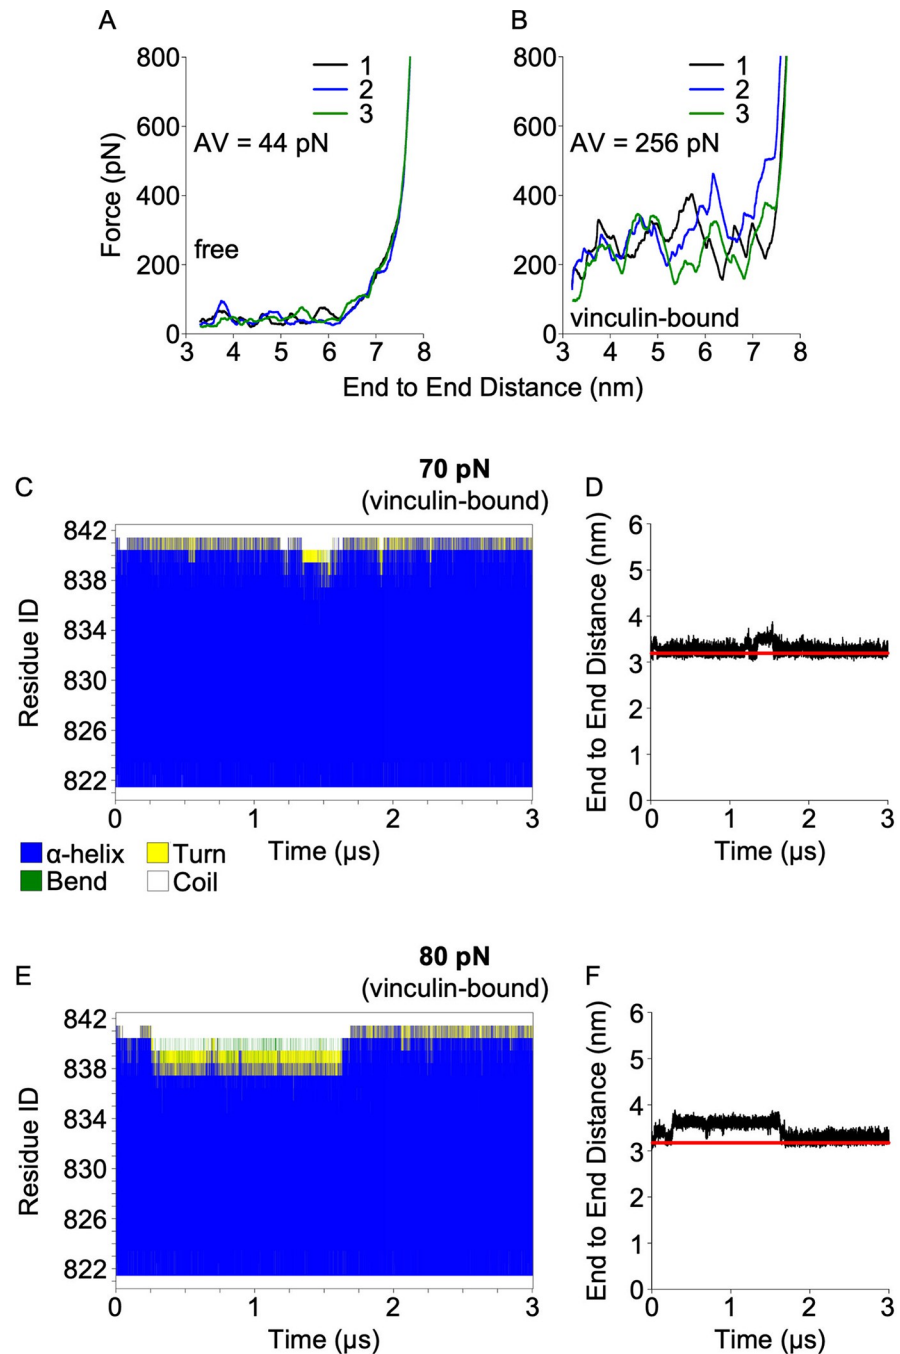 A
B
800
600
400
200
0
Force (pN)
1
2
3
AV = 44 pN
free
3 4 5 6 7 8
800
600
400
200
0
1
2
3
AV = 256 pN
vinculin-bound
3 4 5 6 7 8
End to End Distance (nm)
70 pN
(vinculin-bound)
C
842
838
834
830
826
822
Residue ID
0 1 2 3
Time (µs)
α-helix Turn
Bend Coil
D
6
5
4
3
2
1
0
End to End Distance (nm)
0 1 2 3
Time (µs)
80 pN
(vinculin-bound)
E
842
838
834
830
826
822
Residue ID
0 1 2 3
Time (µs)
F
6
5
4
3
2
1
0
End to End Distance (nm)
0 1 2 3
Time (µs)